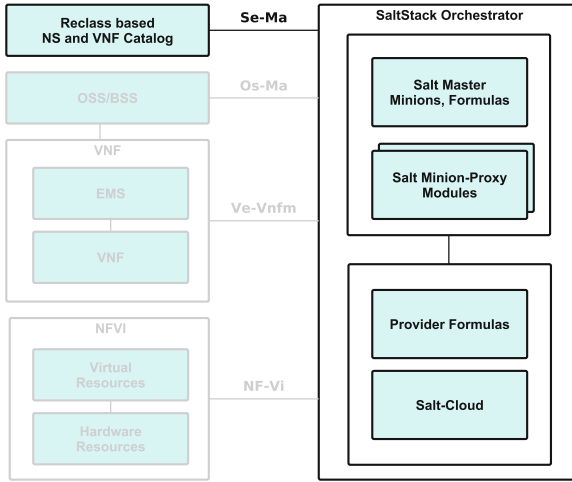 Reclass based
NS and VNF Catalog
Se-Ma
SaltStack Orchestrator
OSS/BSS
Os-Ma
Salt Master
Minions, Formulas
VNF
EMS
VNF
Ve-Vnfm
Salt Minion-Proxy
Modules
NFVI
Virtual
Resources
Hardware
Resources
NF-Vi
Provider Formulas
Salt-Cloud